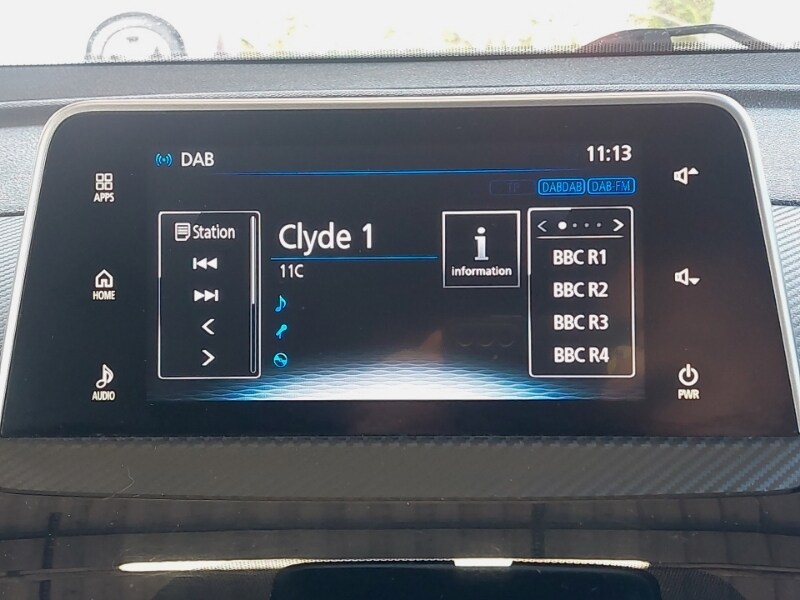 DAB
11:13
TP
DABDAB
DAB-FM
APPS
HOME
AUDIO
Station
Clyde 1
11C
i
information
BBC R1
BBC R2
BBC R3
BBC R4
PWR